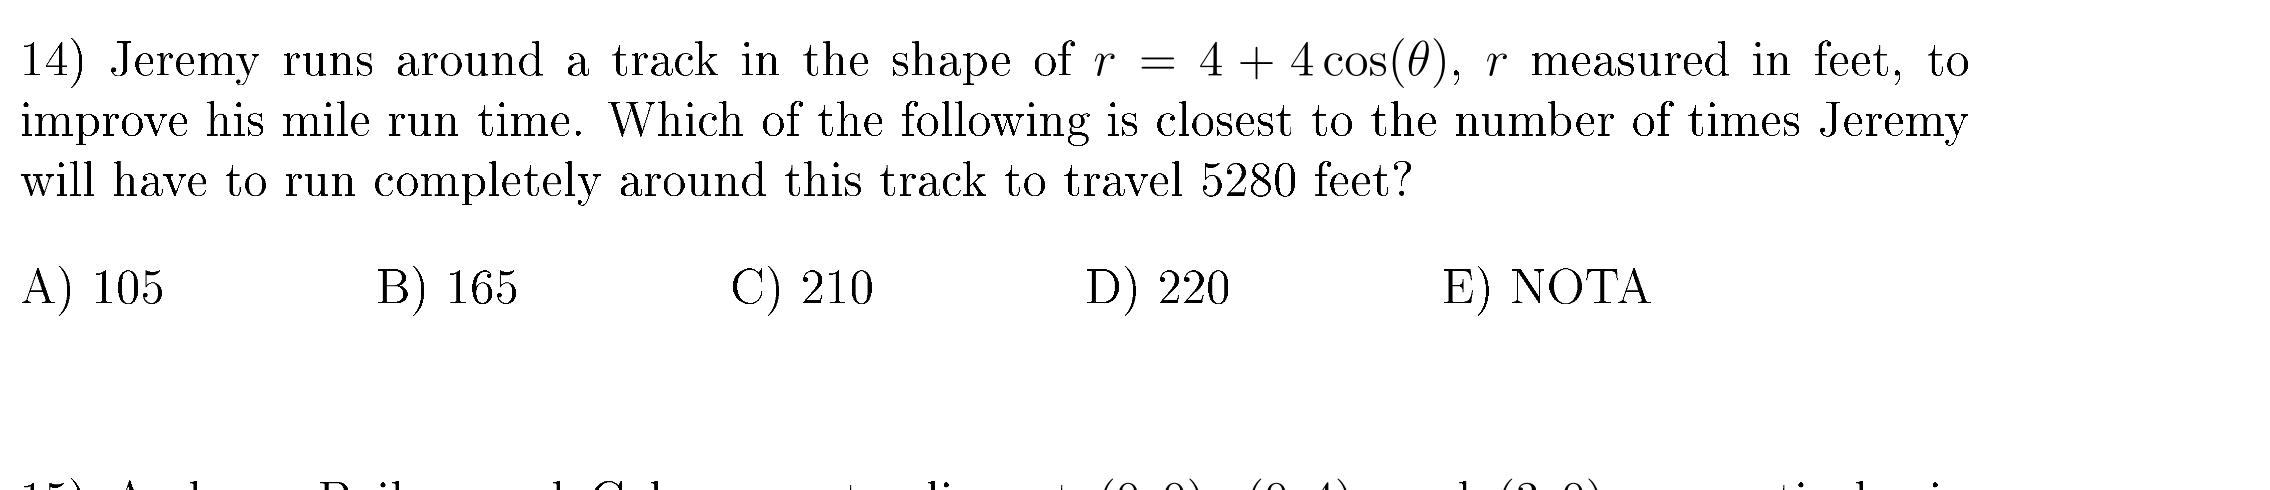 14) Jeremy runs around a track in the shape of r = 4 + 4 cos(θ), r measured in feet, to
improve his mile run time. Which of the following is closest to the number of times Jeremy
will have to run completely around this track to travel 5280 feet?
A) 105 B) 165 C) 210 D) 220 E) NOTA